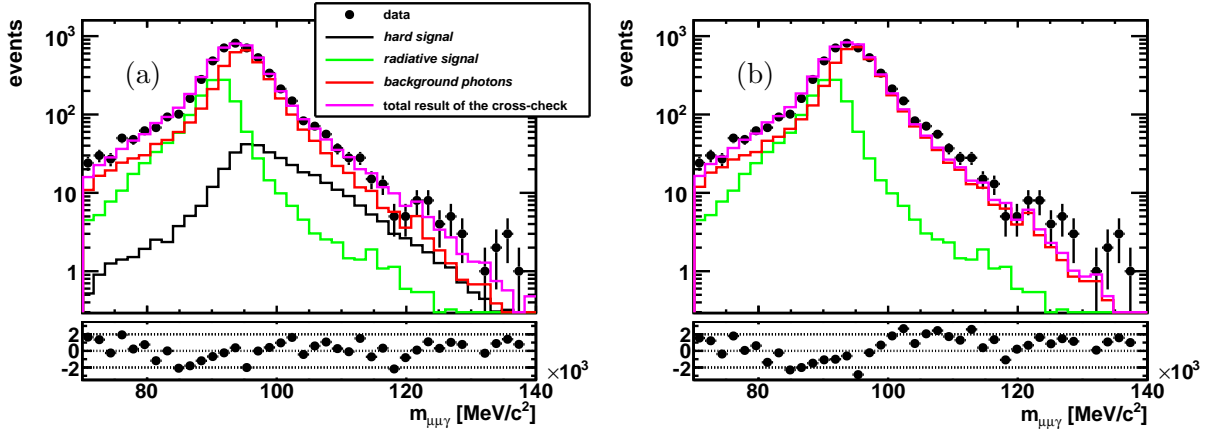 events
10³
10²
10
1
(a)
data
hard signal
radiative signal
background photons
total result of the cross-check
2
0
-2
80
100
120
140
×10³
m_μμγ [MeV/c²]
events
10³
10²
10
1
(b)
2
0
-2
80
100
120
140
×10³
m_μμγ [MeV/c²]